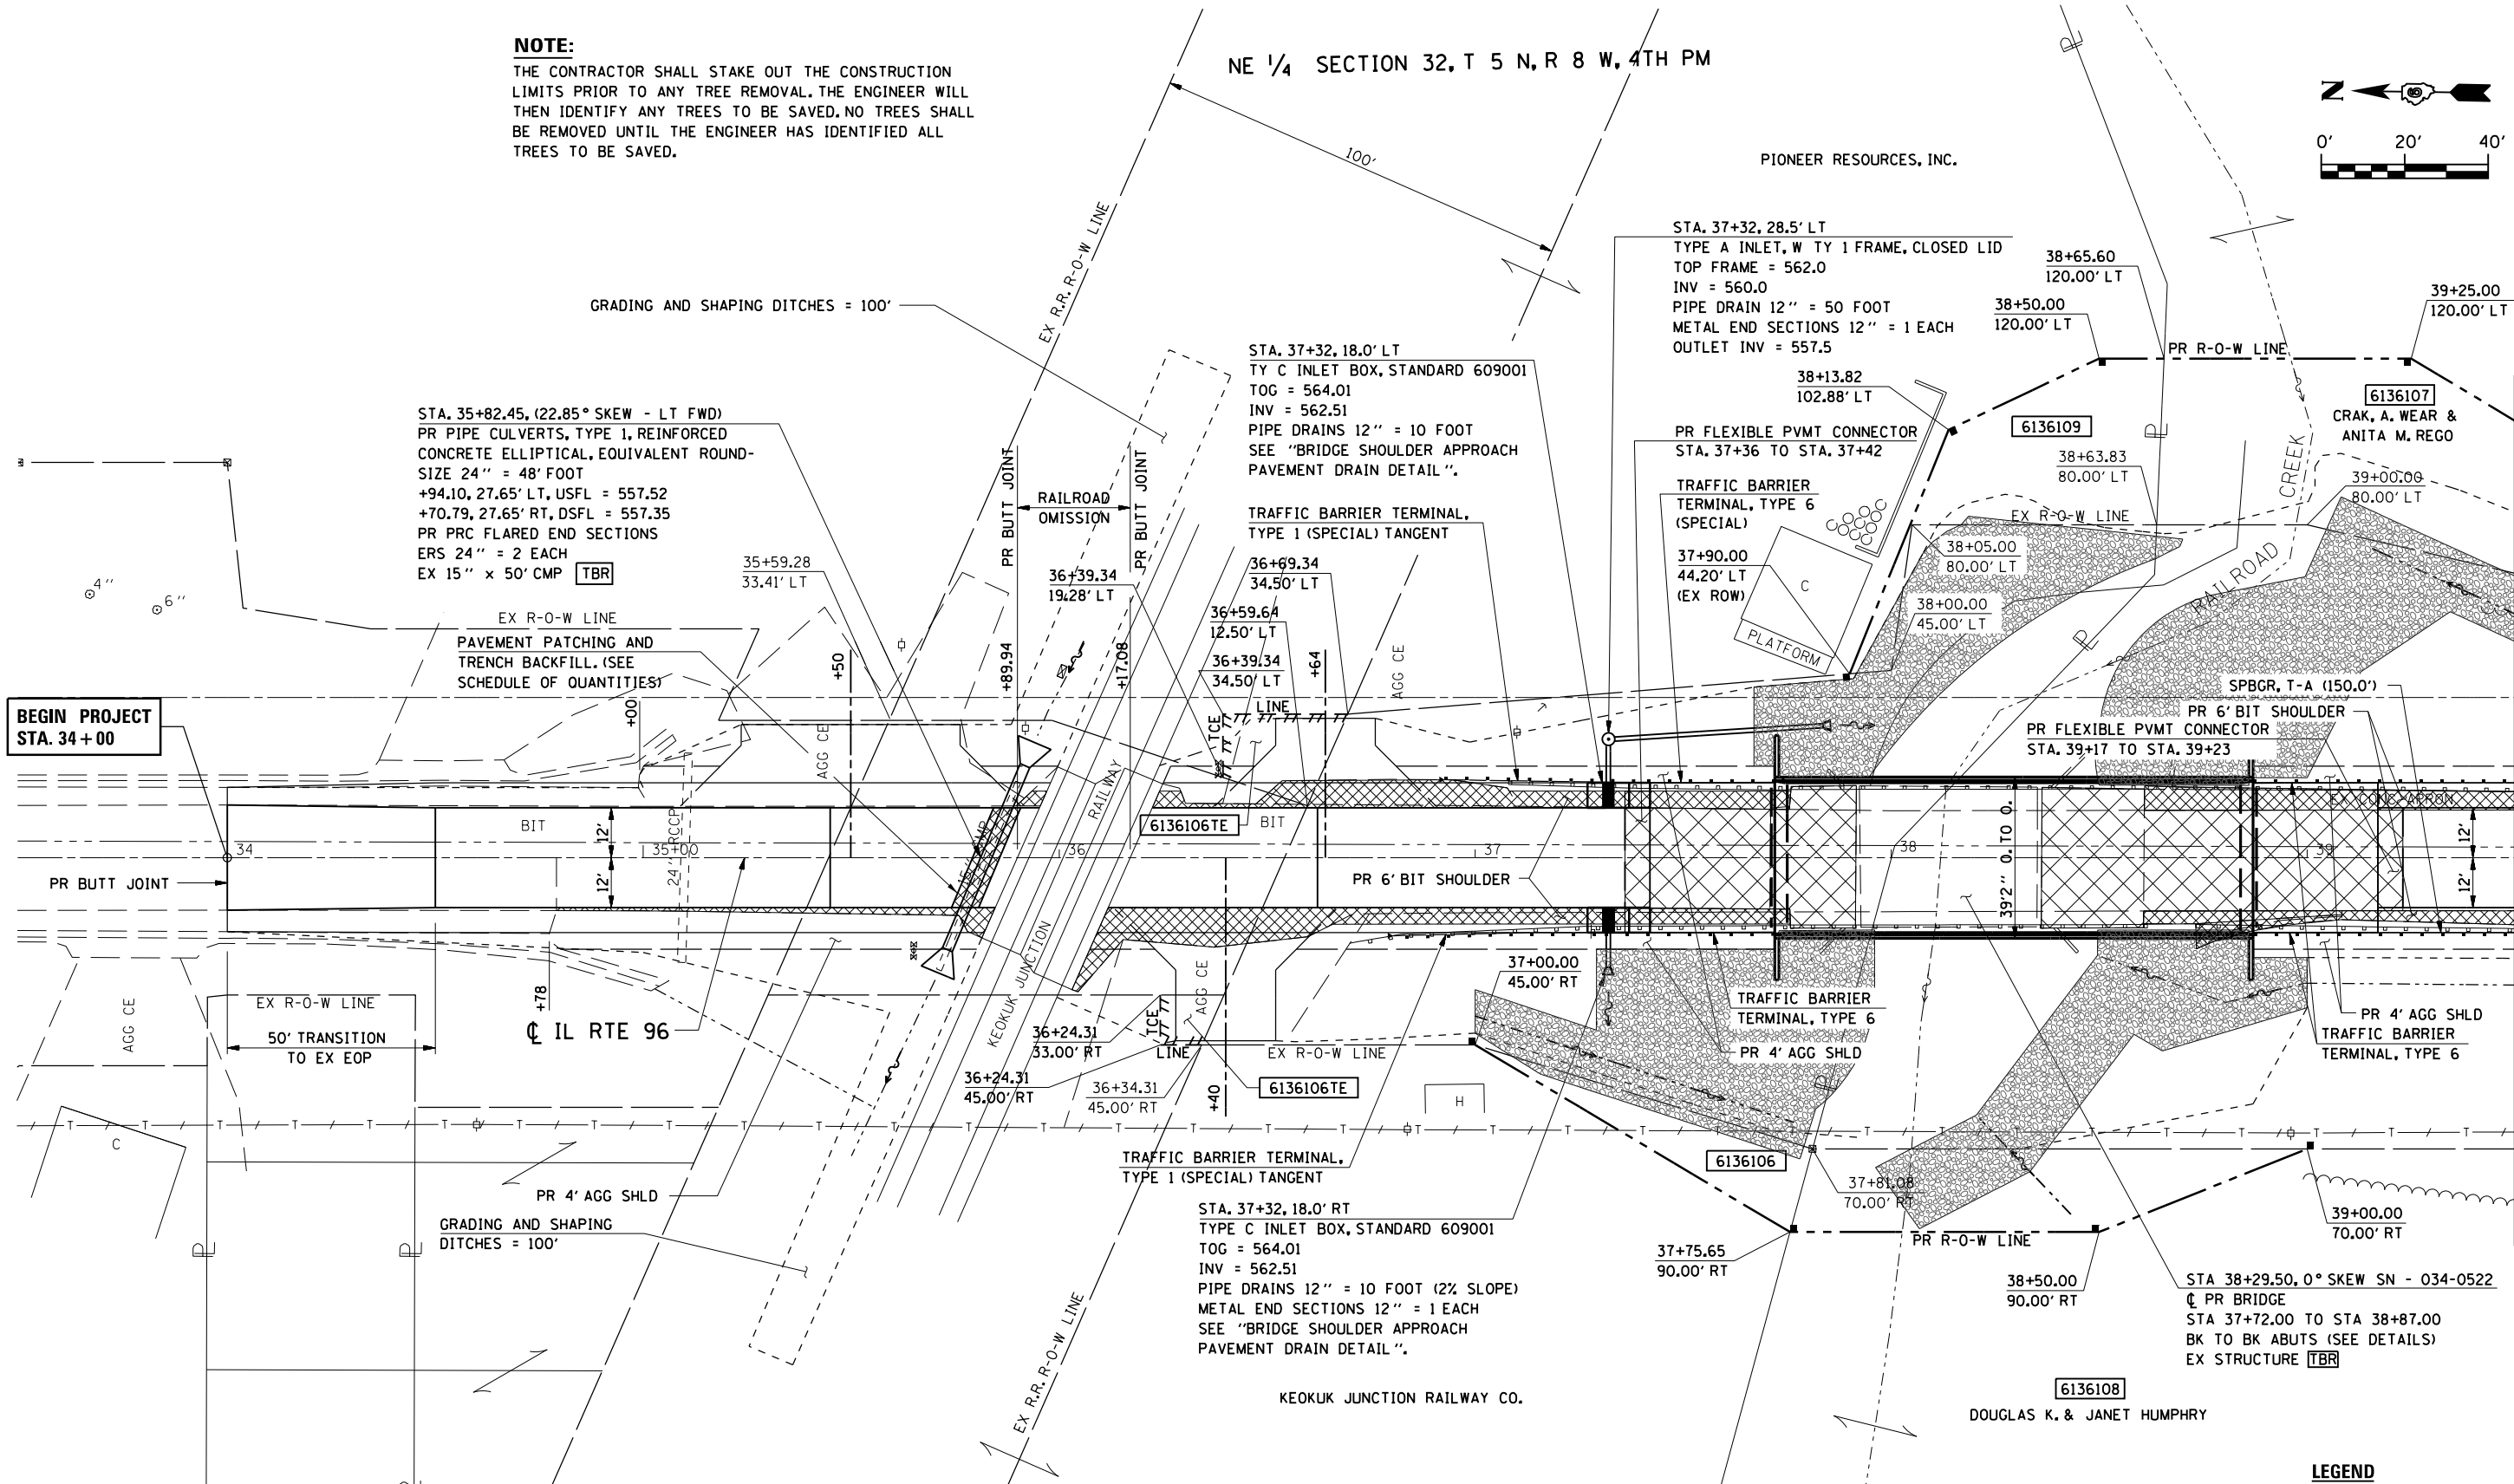 NOTE:
THE CONTRACTOR SHALL STAKE OUT THE CONSTRUCTION
LIMITS PRIOR TO ANY TREE REMOVAL. THE ENGINEER WILL
THEN IDENTIFY ANY TREES TO BE SAVED. NO TREES SHALL
BE REMOVED UNTIL THE ENGINEER HAS IDENTIFIED ALL
TREES TO BE SAVED.
NE 1/4 SECTION 32, T 5 N, R 8 W, 4TH PM
N
0' 20' 40'
100'
PIONEER RESOURCES, INC.
EX R.R. R-O-W LINE
GRADING AND SHAPING DITCHES = 100'
STA. 37+32, 28.5' LT
TYPE A INLET, W TY 1 FRAME, CLOSED LID
TOP FRAME = 562.0
INV = 560.0
PIPE DRAIN 12" = 50 FOOT
METAL END SECTIONS 12" = 1 EACH
OUTLET INV = 557.5
38+65.60
120.00' LT
38+50.00
120.00' LT
39+25.00
120.00' LT
PR R-O-W LINE
STA. 37+32, 18.0' LT
TY C INLET BOX, STANDARD 609001
TOG = 564.01
INV = 562.51
PIPE DRAINS 12" = 10 FOOT
SEE "BRIDGE SHOULDER APPROACH
PAVEMENT DRAIN DETAIL".
38+13.82
102.88' LT
6136109
6136107
CRAK, A. WEAR &
ANITA M. REGO
STA. 35+82.45, (22.85° SKEW - LT FWD)
PR PIPE CULVERTS, TYPE 1, REINFORCED
CONCRETE ELLIPTICAL, EQUIVALENT ROUND-
SIZE 24" = 48' FOOT
+94.10, 27.65' LT, USFL = 557.52
+70.79, 27.65' RT, DSFL = 557.35
PR PRC FLARED END SECTIONS
ERS 24" = 2 EACH
EX 15" x 50' CMP TBR
PR BUTT JOINT
RAILROAD
OMISSION
PR BUTT JOINT
PR FLEXIBLE PVMT CONNECTOR
STA. 37+36 TO STA. 37+42
TRAFFIC BARRIER
TERMINAL, TYPE 6
(SPECIAL)
37+90.00
44.20' LT
(EX ROW)
38+63.83
80.00' LT
39+00.00
80.00' LT
EX R-O-W LINE
CREEK
RAILROAD
38+05.00
80.00' LT
38+00.00
45.00' LT
C
PLATFORM
TRAFFIC BARRIER TERMINAL,
TYPE 1 (SPECIAL) TANGENT
35+59.28
33.41' LT
36+39.34
19.28' LT
36+69.34
34.50' LT
36+59.64
12.50' LT
36+39.34
34.50' LT
4"
6"
EX R-O-W LINE
PAVEMENT PATCHING AND
TRENCH BACKFILL. (SEE
SCHEDULE OF QUANTITIES)
+00
+50
+89.94
+17.08
+64
AGG CE
AGG CE
TCE
LINE
BEGIN PROJECT
STA. 34+00
SPBGR, T-A (150.0')
PR 6' BIT SHOULDER
PR FLEXIBLE PVMT CONNECTOR
STA. 39+17 TO STA. 39+23
EX CONC APRON
34
BIT
12'
12'
35+00
24" RCCP
15" CMP
36
RAILWAY
KEOKUK JUNCTION
6136106TE
BIT
37
38
39
39'2" O. TO O.
12'
12'
PR BUTT JOINT
PR 6' BIT SHOULDER
AGG CE
EX R-O-W LINE
50' TRANSITION
TO EX EOP
+78
℄ IL RTE 96
36+24.31
33.00' RT
TCE
LINE
AGG CE
EX R-O-W LINE
36+24.31
45.00' RT
36+34.31
45.00' RT
+40
6136106TE
37+00.00
45.00' RT
TRAFFIC BARRIER
TERMINAL, TYPE 6
PR 4' AGG SHLD
PR 4' AGG SHLD
TRAFFIC BARRIER
TERMINAL, TYPE 6
H
C
T T T T T T T T T T T T
TRAFFIC BARRIER TERMINAL,
TYPE 1 (SPECIAL) TANGENT
6136106
37+81.08
70.00' RT
PR 4' AGG SHLD
GRADING AND SHAPING
DITCHES = 100'
STA. 37+32, 18.0' RT
TYPE C INLET BOX, STANDARD 609001
TOG = 564.01
INV = 562.51
PIPE DRAINS 12" = 10 FOOT (2% SLOPE)
METAL END SECTIONS 12" = 1 EACH
SEE "BRIDGE SHOULDER APPROACH
PAVEMENT DRAIN DETAIL".
37+75.65
90.00' RT
PR R-O-W LINE
38+50.00
90.00' RT
39+00.00
70.00' RT
STA 38+29.50, 0° SKEW SN - 034-0522
℄ PR BRIDGE
STA 37+72.00 TO STA 38+87.00
BK TO BK ABUTS (SEE DETAILS)
EX STRUCTURE TBR
EX R.R. R-O-W LINE
KEOKUK JUNCTION RAILWAY CO.
6136108
DOUGLAS K. & JANET HUMPHRY
LEGEND